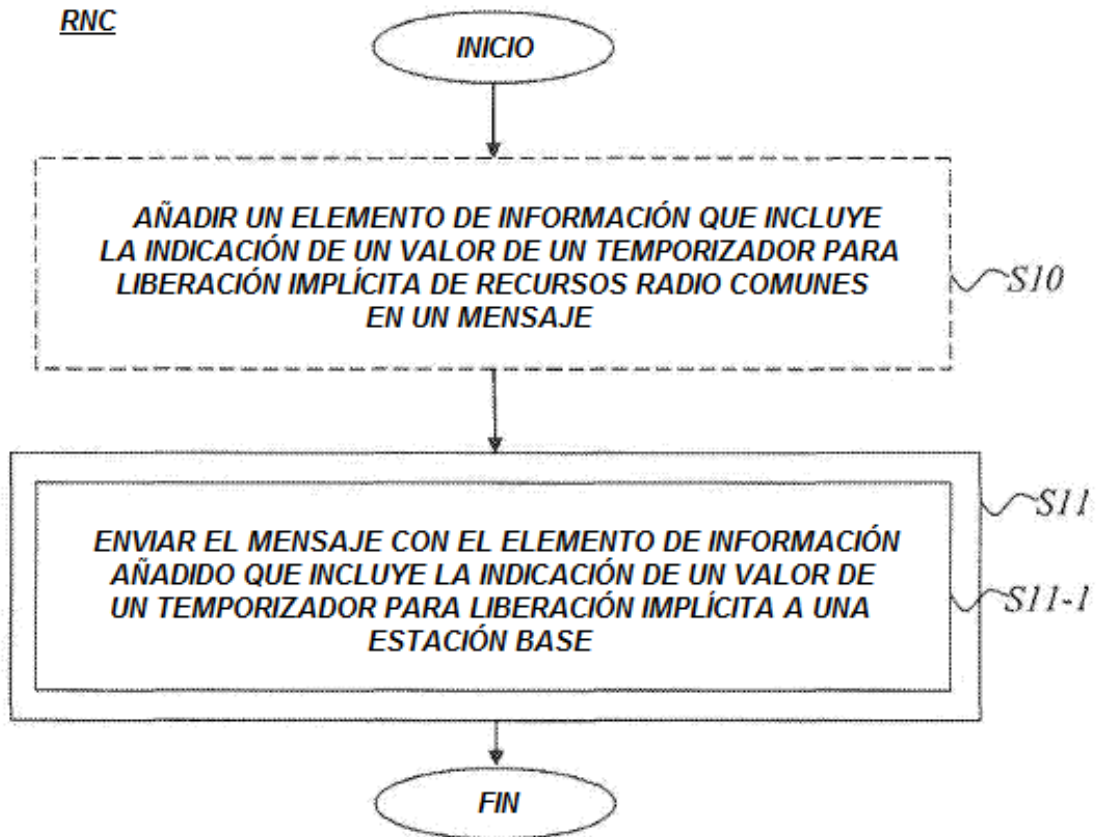 RNC
INICIO
AÑADIR UN ELEMENTO DE INFORMACIÓN QUE INCLUYE
LA INDICACIÓN DE UN VALOR DE UN TEMPORIZADOR PARA
LIBERACIÓN IMPLÍCITA DE RECURSOS RADIO COMUNES
EN UN MENSAJE
S10
S11
ENVIAR EL MENSAJE CON EL ELEMENTO DE INFORMACIÓN
AÑADIDO QUE INCLUYE LA INDICACIÓN DE UN VALOR DE
UN TEMPORIZADOR PARA LIBERACIÓN IMPLÍCITA A UNA
ESTACIÓN BASE
S11-1
FIN